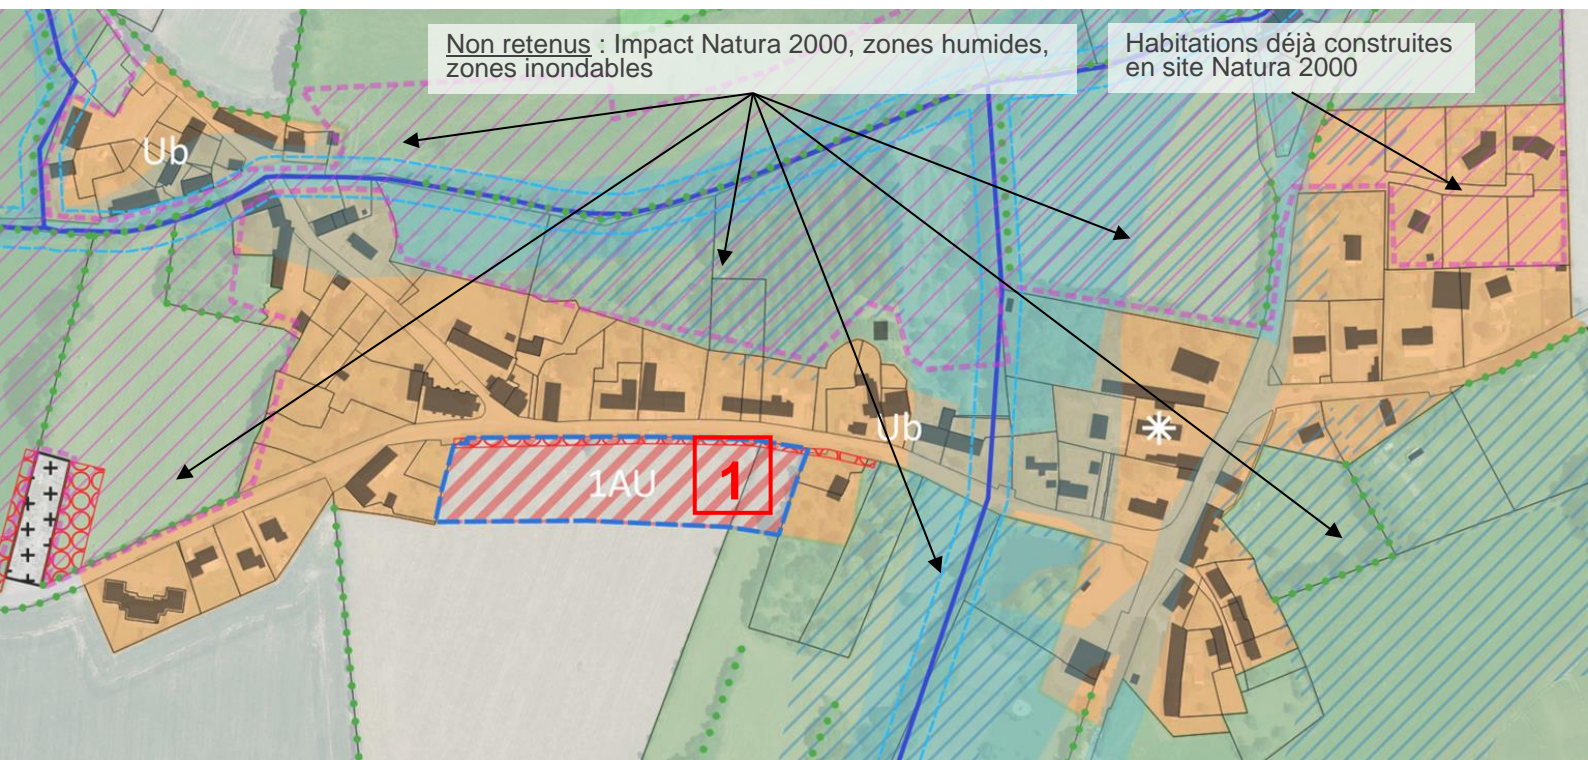 Non retenus : Impact Natura 2000, zones humides,
zones inondables
Habitations déjà construites
en site Natura 2000
Ub
Ub
1AU
1